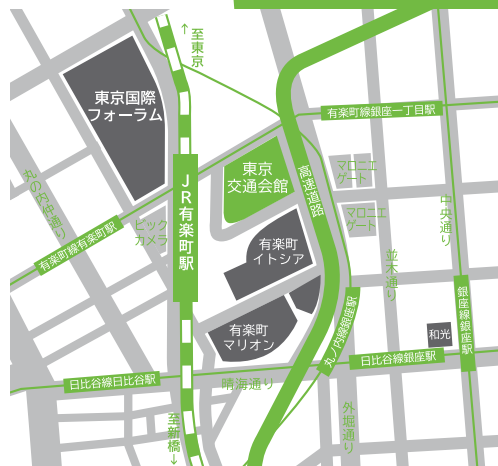 ↑至東京
東京国際
フォーラム
有楽町線銀座一丁目駅
東京
交通会館
高速道路
マロニエ
ゲート
マロニエ
ゲート
丸の内仲通り
JR有楽町駅
中央通り
ビック
カメラ
有楽町線有楽町駅
有楽町
イトシア
並木通り
丸ノ内線銀座駅
銀座線銀座駅
有楽町
マリオン
和光
日比谷線銀座駅
日比谷線日比谷駅
晴海通り
外堀通り
至新橋↓